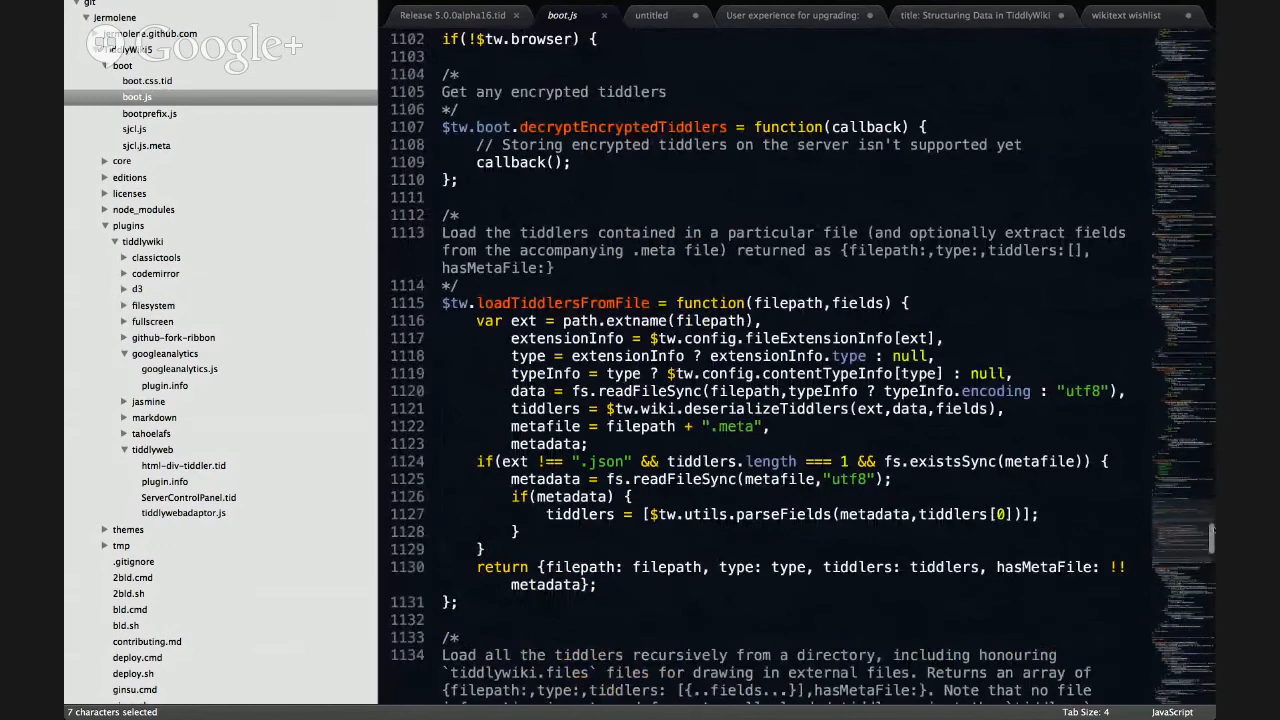 git
Jermolene
jermolene.github.com
TiddlyWiki5
Google+
boot
boot.css.tid
boot.js
bootprefix.js
sjcl.js
sjcl.js.meta
core
editions
licenses
node_modules
plugins
tiddlywiki
classictools
codemirror
d3
filesystem
fullscreen
github-fork-ribbon
googleanalytics
googleanalytics.js
plugin.info
jasmine
markdown
tahoelafs
tiddlyweb
html-div-tiddler.tid
plugin.info
ServerControlPanel.tid
tiddlywebadaptor.js
themes
tmp
.gitignore
2bld.cmd
2bld.sh
bld.cmd
bld.sh
contributing.md
deploy.cmd
deploy.sh
ginsu.cmd
Release 5.0.0alpha16.tid
boot.js
untitled
User experience for upgrading:
title: Structuring Data in TiddlyWiki
wikitext wishlist
1102 if(!$tw.browser) {
1103
1104 /*
1105 Get any encrypted tiddlers
1106 */
1107 .decryptEncryptedTiddlers = function(callback) {
1108 // Storing encrypted tiddlers on the server isn't supported yet
1109 callback();
1110 };
1111
1112 /*
1113 Load the tiddlers contained in a particular file (and optionally extract fields
from the accompanying .meta file) returned as {filepath:,type:,tiddlers:[],
hasMetaFile:}
1114 */
1115 $tw.loadTiddlersFromFile = function(filepath,fields) {
1116 var ext = path.extname(filepath),
1117 extensionInfo = $tw.config.fileExtensionInfo[ext],
1118 type = extensionInfo ? extensionInfo.type : null,
1119 typeInfo = type ? $tw.config.contentTypeInfo[type] : null,
1120 data = fs.readFileSync(filepath,typeInfo ? typeInfo.encoding : "utf8"),
1121 tiddlers = $tw.wiki.deserializeTiddlers(ext,data,fields),
1122 metafile = filepath + ".meta",
1123 metadata;
1124 if(ext !== ".json" && tiddlers.length === 1 && fs.existsSync(metafile)) {
1125 metadata = fs.readFileSync(metafile,"utf8");
1126 if(metadata) {
1127 tiddlers = [$tw.utils.parseFields(metadata,tiddlers[0])];
1128 }
1129 }
1130 return {filepath: filepath, type: type, tiddlers: tiddlers, hasMetaFile: !!
metadata};
1131 };
1132
1133 /*
1134 Load all the tiddlers recursively from a directory, including honouring
`tiddlywiki.files` files for drawing in external files. Returns an array of
{filepath:,type:,tiddlers: [{..fields..}],hasMetaFile:}. Note that no file
7 characters selected
Tab Size: 4
JavaScript